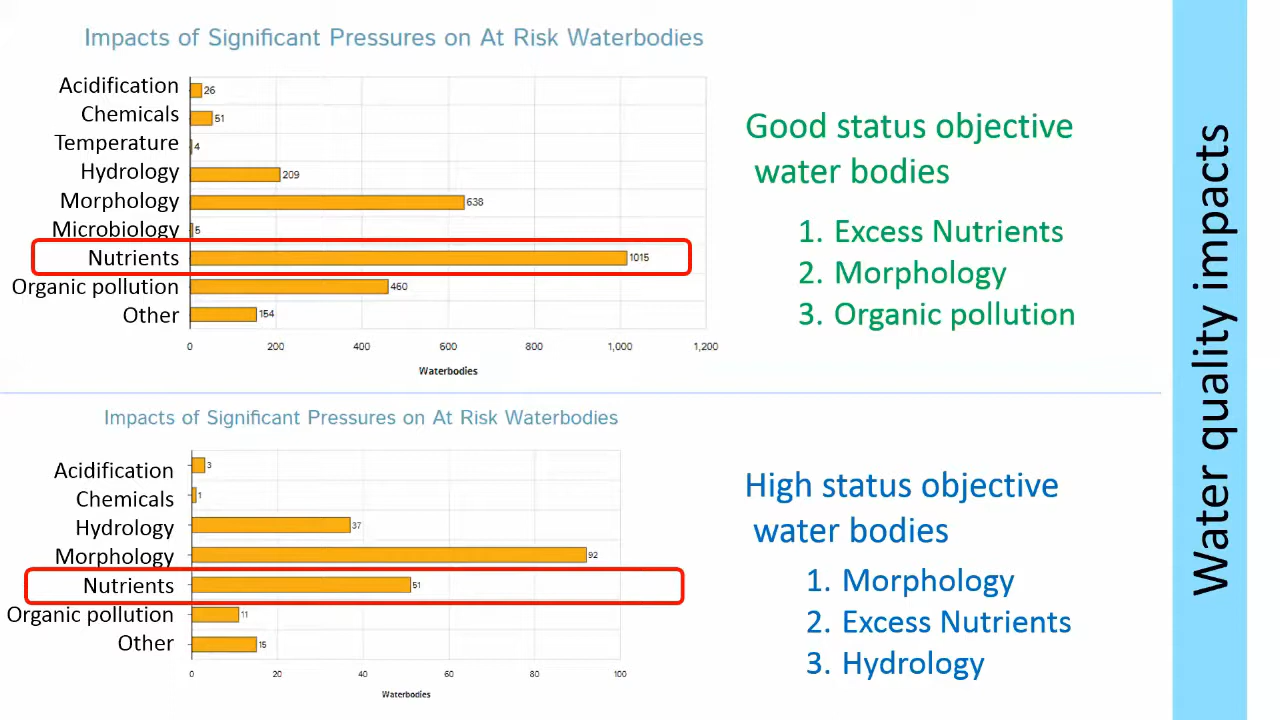 Impacts of Significant Pressures on At Risk Waterbodies
Acidification 26
Chemicals 51
Temperature 4
Hydrology 209
Morphology 638
Microbiology 5
Nutrients 1015
Organic pollution 460
Other 154
0 200 400 600 800 1,000 1,200
Waterbodies
Good status objective
water bodies
1. Excess Nutrients
2. Morphology
3. Organic pollution
Impacts of Significant Pressures on At Risk Waterbodies
Acidification 3
Chemicals 1
Hydrology 37
Morphology 92
Nutrients 51
Organic pollution 11
Other 15
0 20 40 60 80 100
Waterbodies
High status objective
water bodies
1. Morphology
2. Excess Nutrients
3. Hydrology
Water quality impacts